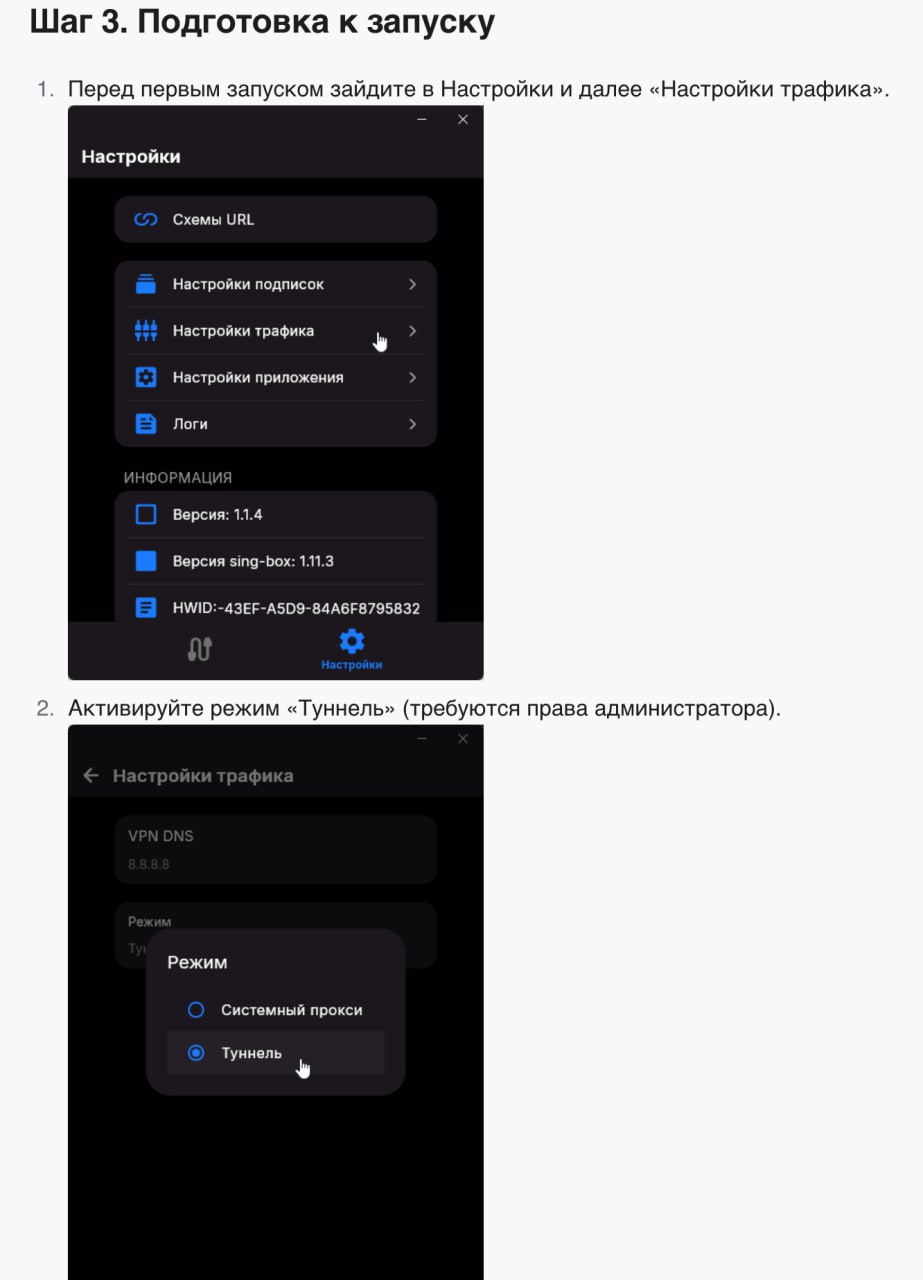 Шаг 3. Подготовка к запуску
1. Перед первым запуском зайдите в Настройки и далее «Настройки трафика».
Настройки
Схемы URL
Настройки подписок
Настройки трафика
Настройки приложения
Логи
ИНФОРМАЦИЯ
Версия: 1.1.4
Версия sing-box: 1.11.3
HWID:-43EF-A5D9-84A6F8795832
Настройки
2. Активируйте режим «Туннель» (требуются права администратора).
Настройки трафика
VPN DNS
8.8.8.8
Режим
Тун
Режим
Системный прокси
Туннель